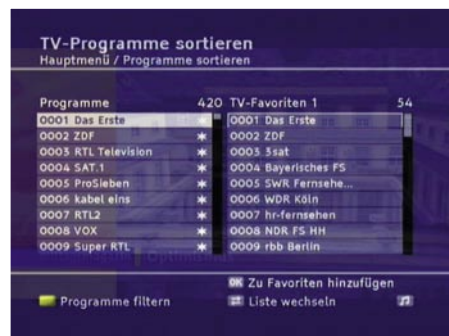 TV-Programme sortieren
Hauptmenü / Programme sortieren
Programme 420
0001 Das Erste *
0002 ZDF *
0003 RTL Television *
0004 SAT.1 *
0005 ProSieben *
0006 kabel eins *
0007 RTL2 *
0008 VOX *
0009 Super RTL *
TV-Favoriten 1 54
0001 Das Erste
0002 ZDF
0003 3sat
0004 Bayerisches FS
0005 SWR Fernsehe...
0006 WDR Köln
0007 hr-fernsehen
0008 NDR FS HH
0009 rbb Berlin
OK Zu Favoriten hinzufügen
Programme filtern
Liste wechseln